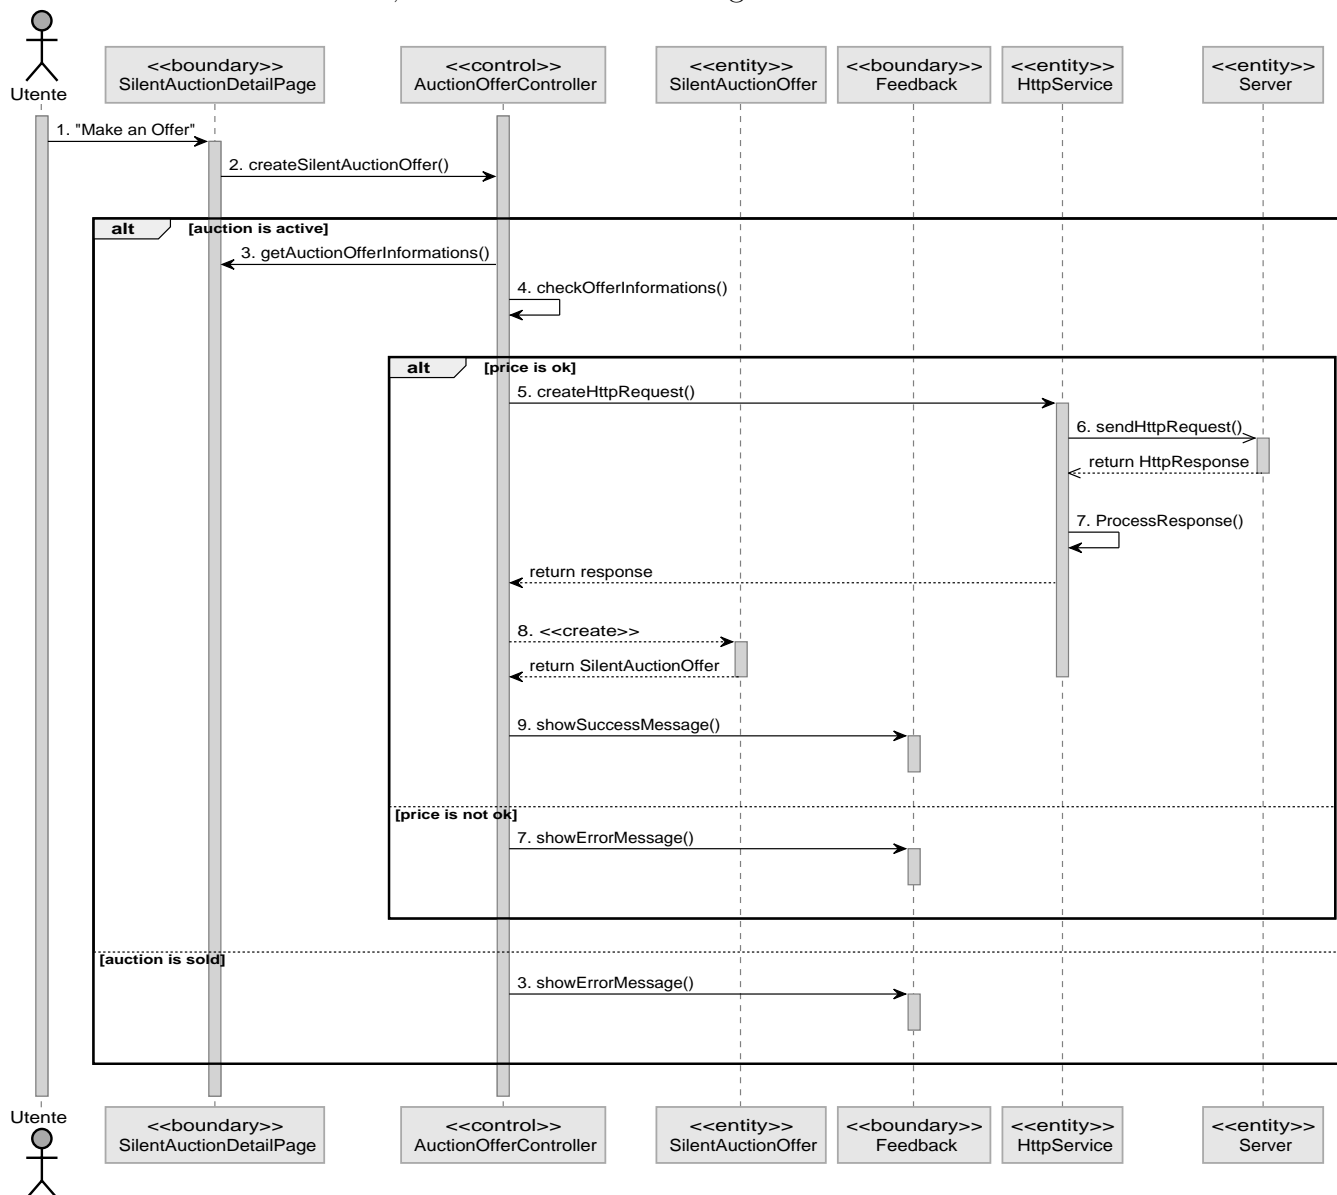 Utente
<<boundary>>
SilentAuctionDetailPage
<<control>>
AuctionOfferController
<<entity>>
SilentAuctionOffer
<<boundary>>
Feedback
<<entity>>
HttpService
<<entity>>
Server
1. "Make an Offer"
2. createSilentAuctionOffer()
alt
[auction is active]
3. getAuctionOfferInformations()
4. checkOfferInformations()
alt
[price is ok]
5. createHttpRequest()
6. sendHttpRequest()
return HttpResponse
7. ProcessResponse()
return response
8. <<create>>
return SilentAuctionOffer
9. showSuccessMessage()
[price is not ok]
7. showErrorMessage()
[auction is sold]
3. showErrorMessage()
Utente
<<boundary>>
SilentAuctionDetailPage
<<control>>
AuctionOfferController
<<entity>>
SilentAuctionOffer
<<boundary>>
Feedback
<<entity>>
HttpService
<<entity>>
Server